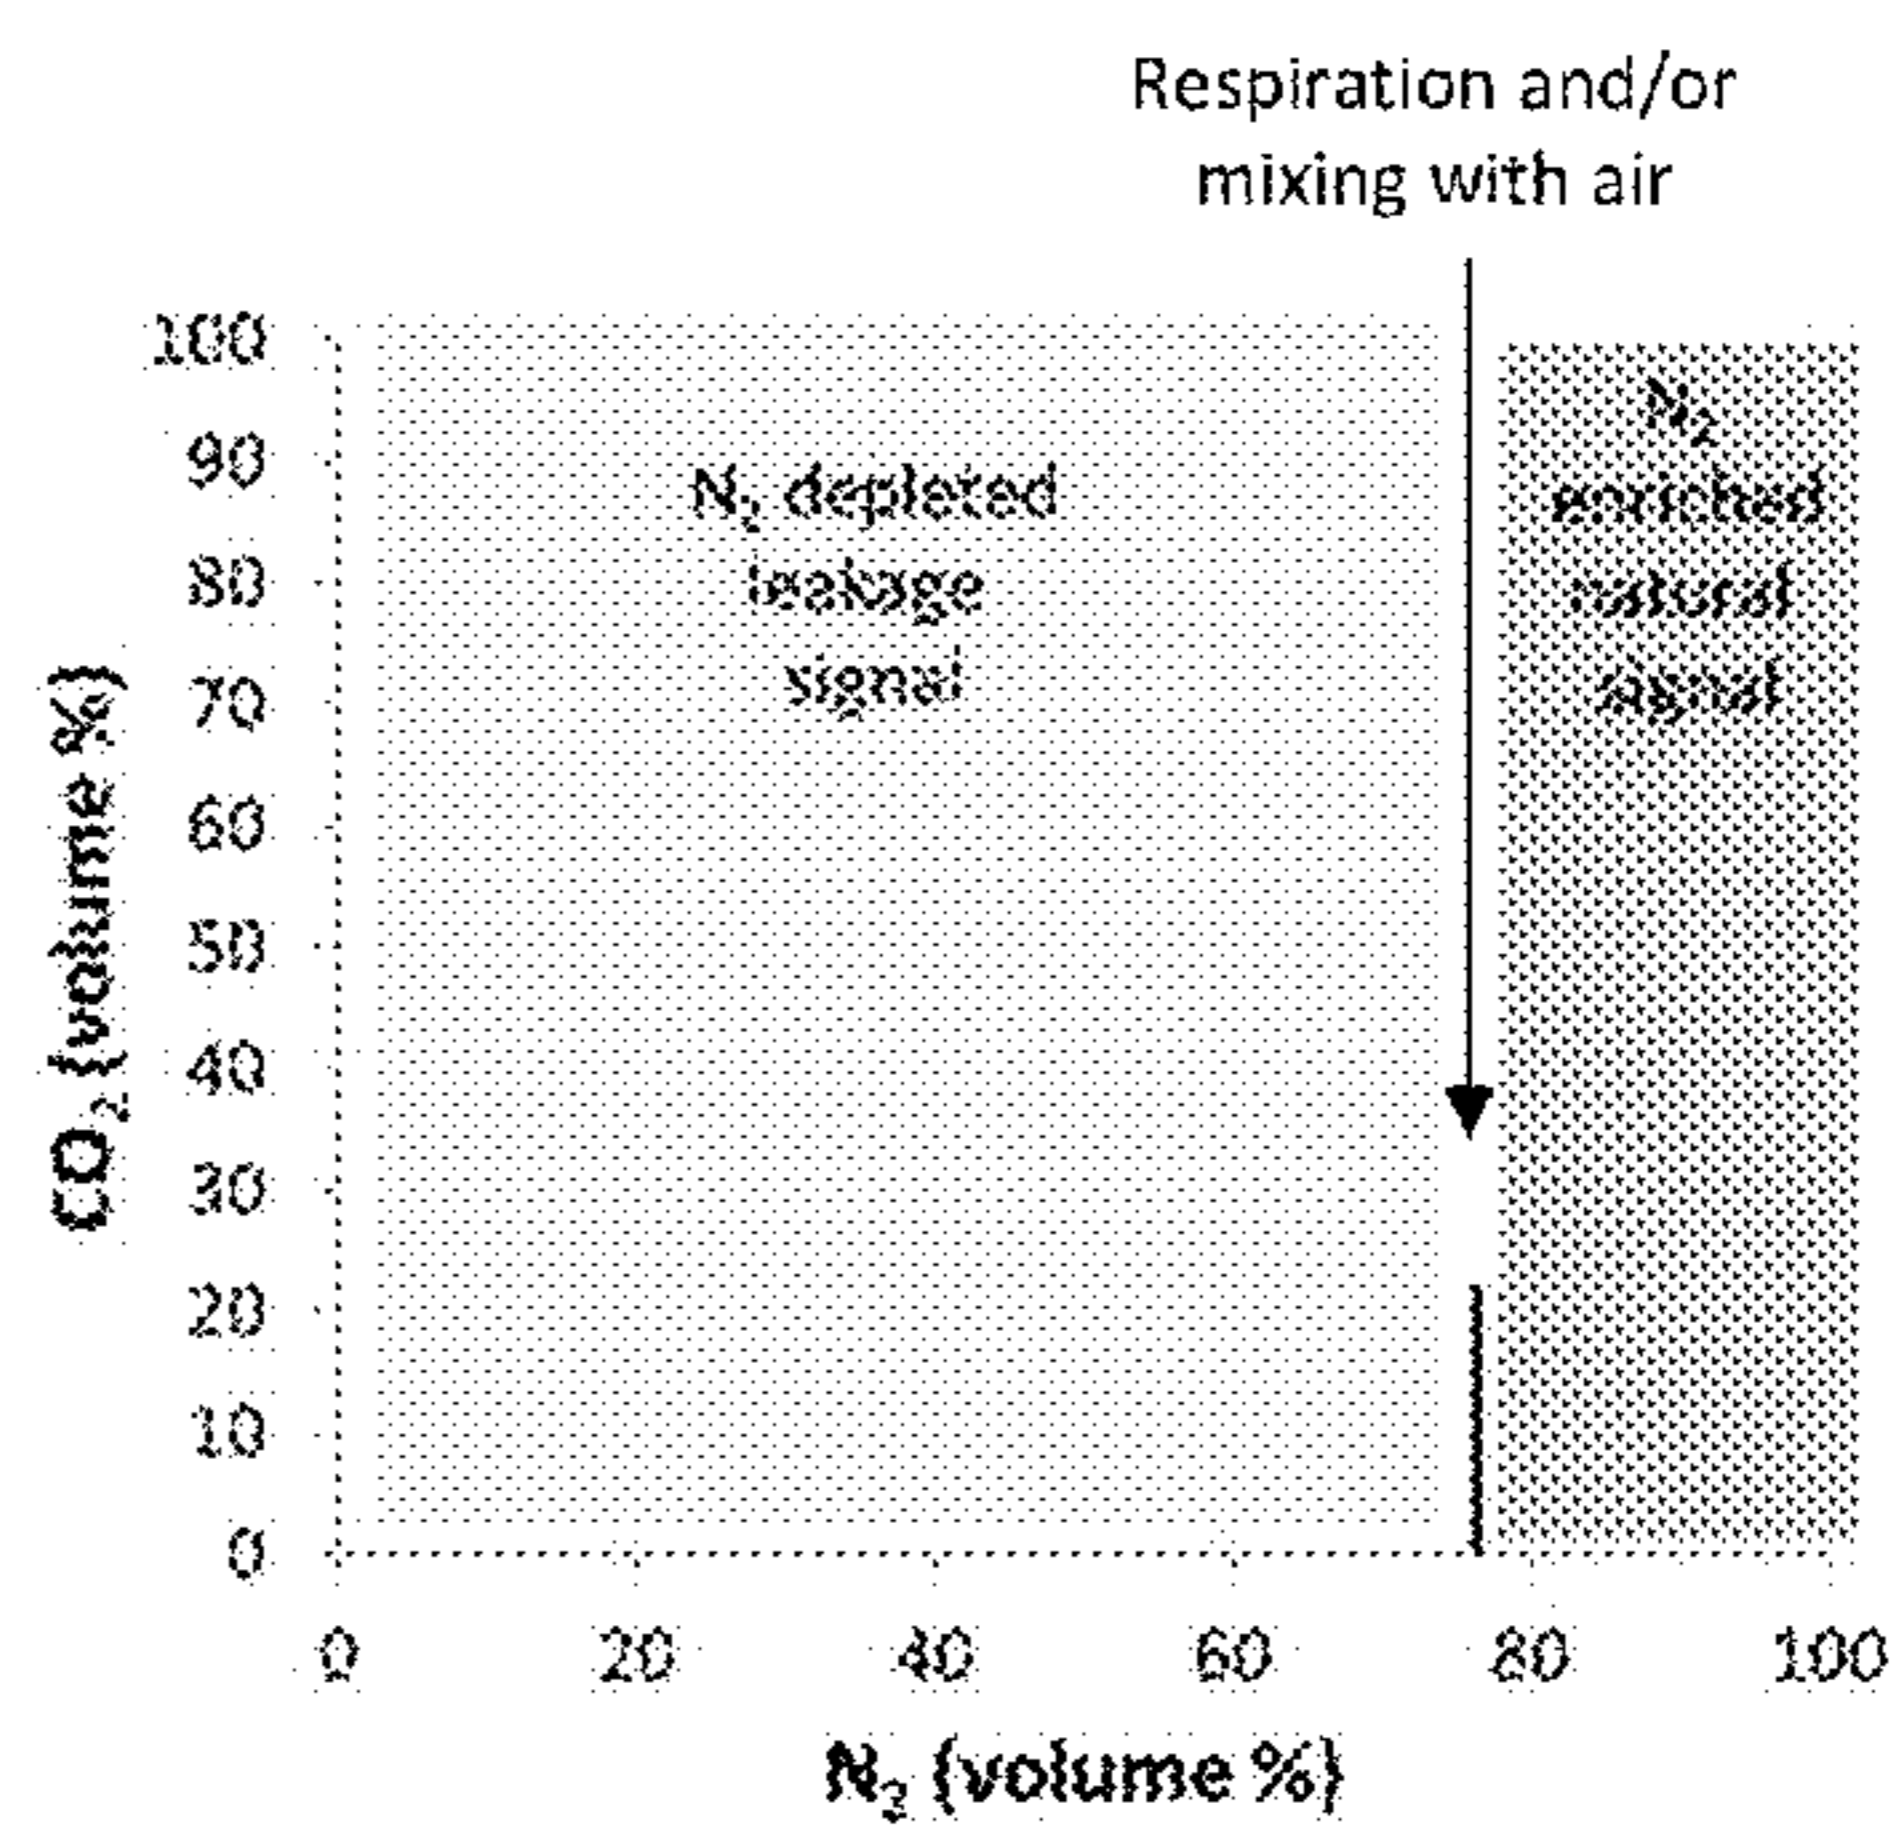 Respiration and/or
mixing with air
100
90
80
70
60
50
40
30
20
10
0
CO₂ (volume %)
N₂ depleted
leakage
signal
N₂
enriched
natural
signal
0 20 40 60 80 100
N₂ (volume %)